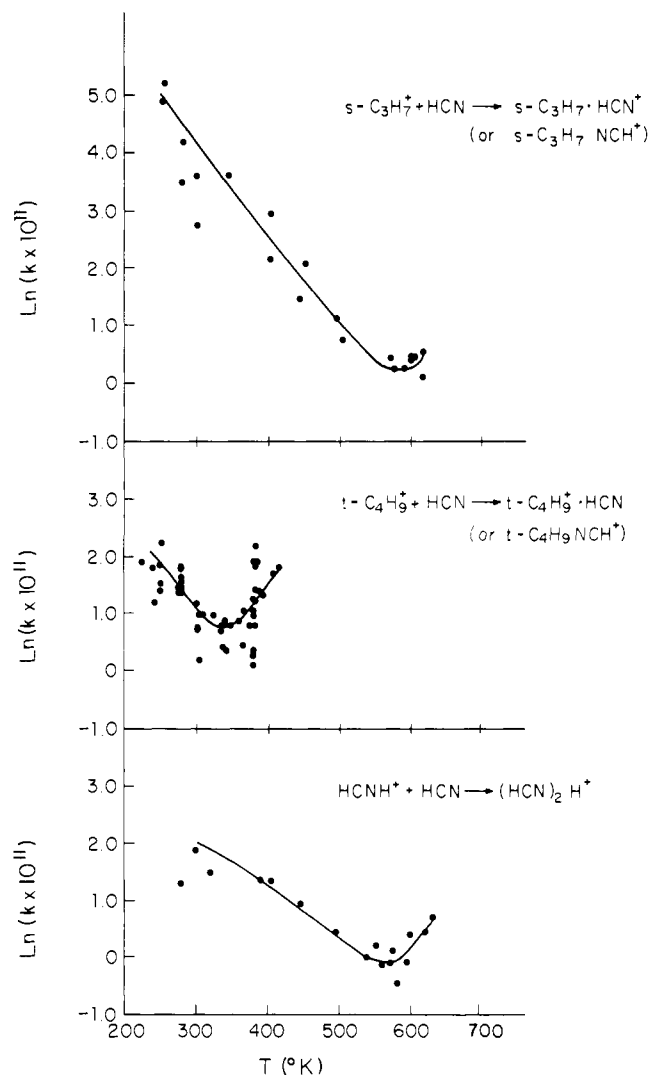 5.0
4.0
3.0
2.0
1.0
0
-1.0
Ln (k x 10¹¹)
s-C₃H₇⁺+HCN ⟶ s-C₃H₇·HCN⁺
(or s-C₃H₇ NCH⁺)
3.0
2.0
1.0
0
-1.0
Ln(k x 10¹¹)
t-C₄H₉⁺+HCN ⟶ t-C₄H₉⁺·HCN
(or t-C₄H₉NCH⁺)
3.0
2.0
1.0
0
-1.0
Ln (k x 10¹¹)
HCNH⁺ + HCN ⟶ (HCN)₂ H⁺
200 300 400 500 600 700
T (°K)